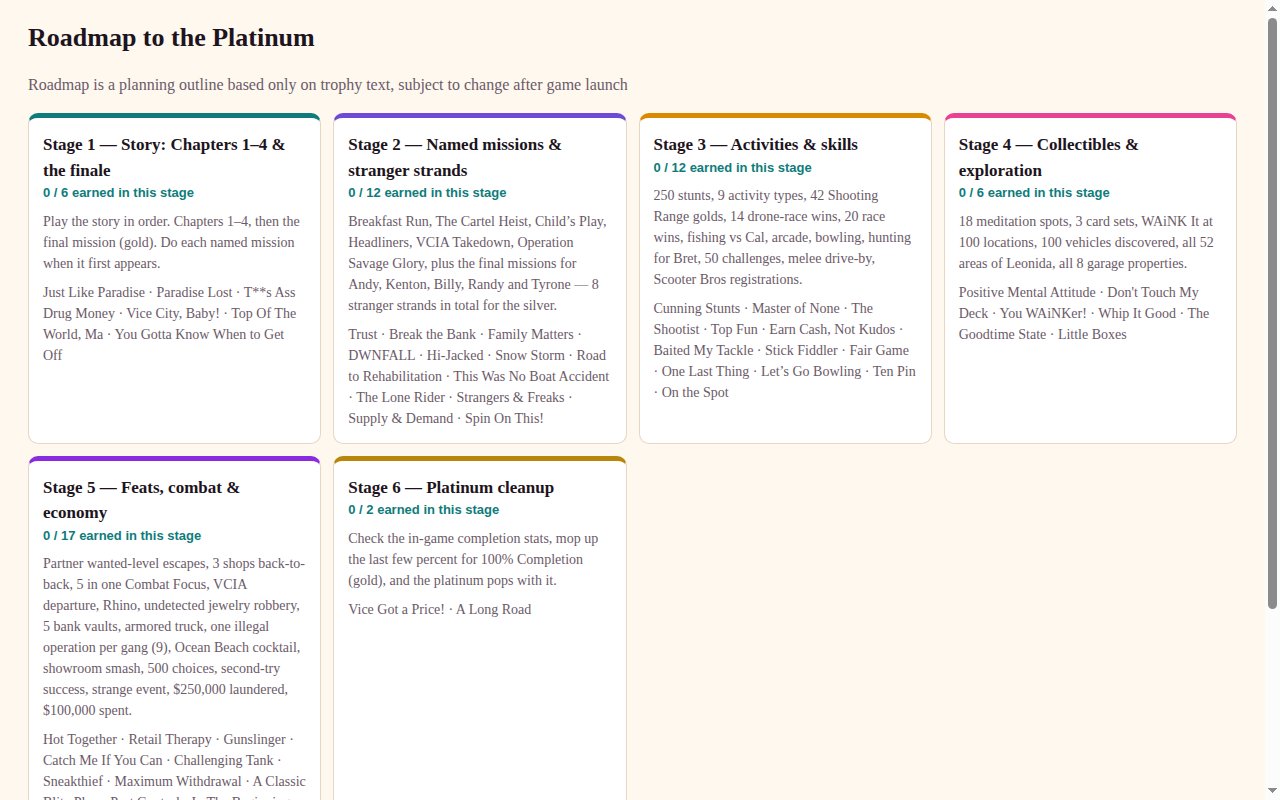 Roadmap to the Platinum
Roadmap is a planning outline based only on trophy text, subject to change after game launch
Stage 1 — Story: Chapters 1–4 &
the finale
0 / 6 earned in this stage
Play the story in order. Chapters 1–4, then the
final mission (gold). Do each named mission
when it first appears.
Just Like Paradise · Paradise Lost · T**s Ass
Drug Money · Vice City, Baby! · Top Of The
World, Ma · You Gotta Know When to Get
Off
Stage 2 — Named missions &
stranger strands
0 / 12 earned in this stage
Breakfast Run, The Cartel Heist, Child’s Play,
Headliners, VCIA Takedown, Operation
Savage Glory, plus the final missions for
Andy, Kenton, Billy, Randy and Tyrone — 8
stranger strands in total for the silver.
Trust · Break the Bank · Family Matters ·
DWNFALL · Hi-Jacked · Snow Storm · Road
to Rehabilitation · This Was No Boat Accident
· The Lone Rider · Strangers & Freaks ·
Supply & Demand · Spin On This!
Stage 3 — Activities & skills
0 / 12 earned in this stage
250 stunts, 9 activity types, 42 Shooting
Range golds, 14 drone-race wins, 20 race
wins, fishing vs Cal, arcade, bowling, hunting
for Bret, 50 challenges, melee drive-by,
Scooter Bros registrations.
Cunning Stunts · Master of None · The
Shootist · Top Fun · Earn Cash, Not Kudos ·
Baited My Tackle · Stick Fiddler · Fair Game
· One Last Thing · Let’s Go Bowling · Ten Pin
· On the Spot
Stage 4 — Collectibles &
exploration
0 / 6 earned in this stage
18 meditation spots, 3 card sets, WAiNK It at
100 locations, 100 vehicles discovered, all 52
areas of Leonida, all 8 garage properties.
Positive Mental Attitude · Don't Touch My
Deck · You WAiNKer! · Whip It Good · The
Goodtime State · Little Boxes
Stage 5 — Feats, combat &
economy
0 / 17 earned in this stage
Partner wanted-level escapes, 3 shops back-to-
back, 5 in one Combat Focus, VCIA
departure, Rhino, undetected jewelry robbery,
5 bank vaults, armored truck, one illegal
operation per gang (9), Ocean Beach cocktail,
showroom smash, 500 choices, second-try
success, strange event, $250,000 laundered,
$100,000 spent.
Hot Together · Retail Therapy · Gunslinger ·
Catch Me If You Can · Challenging Tank ·
Sneakthief · Maximum Withdrawal · A Classic
Stage 6 — Platinum cleanup
0 / 2 earned in this stage
Check the in-game completion stats, mop up
the last few percent for 100% Completion
(gold), and the platinum pops with it.
Vice Got a Price! · A Long Road